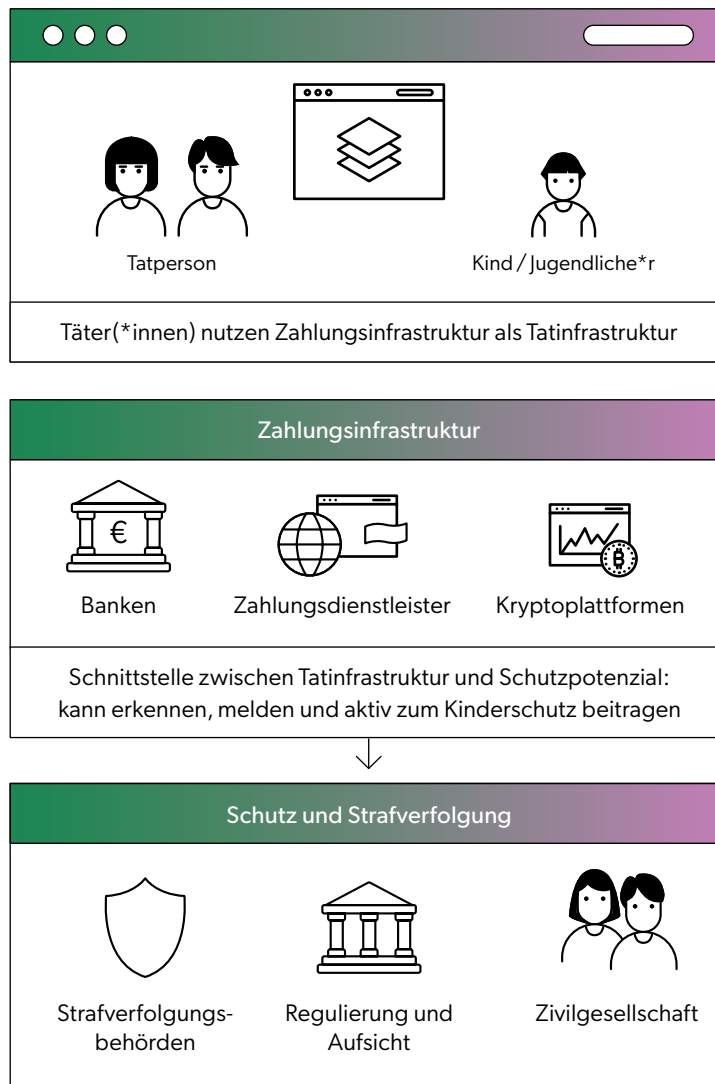 Tatperson
Kind / Jugendliche*r
Täter(*innen) nutzen Zahlungsinfrastruktur als Tatinfrastruktur
Zahlungsinfrastruktur
€
Banken
Zahlungsdienstleister
Kryptoplattformen
Schnittstelle zwischen Tatinfrastruktur und Schutzpotenzial:
kann erkennen, melden und aktiv zum Kinderschutz beitragen
Schutz und Strafverfolgung
Strafverfolgungs-
behörden
Regulierung und
Aufsicht
Zivilgesellschaft